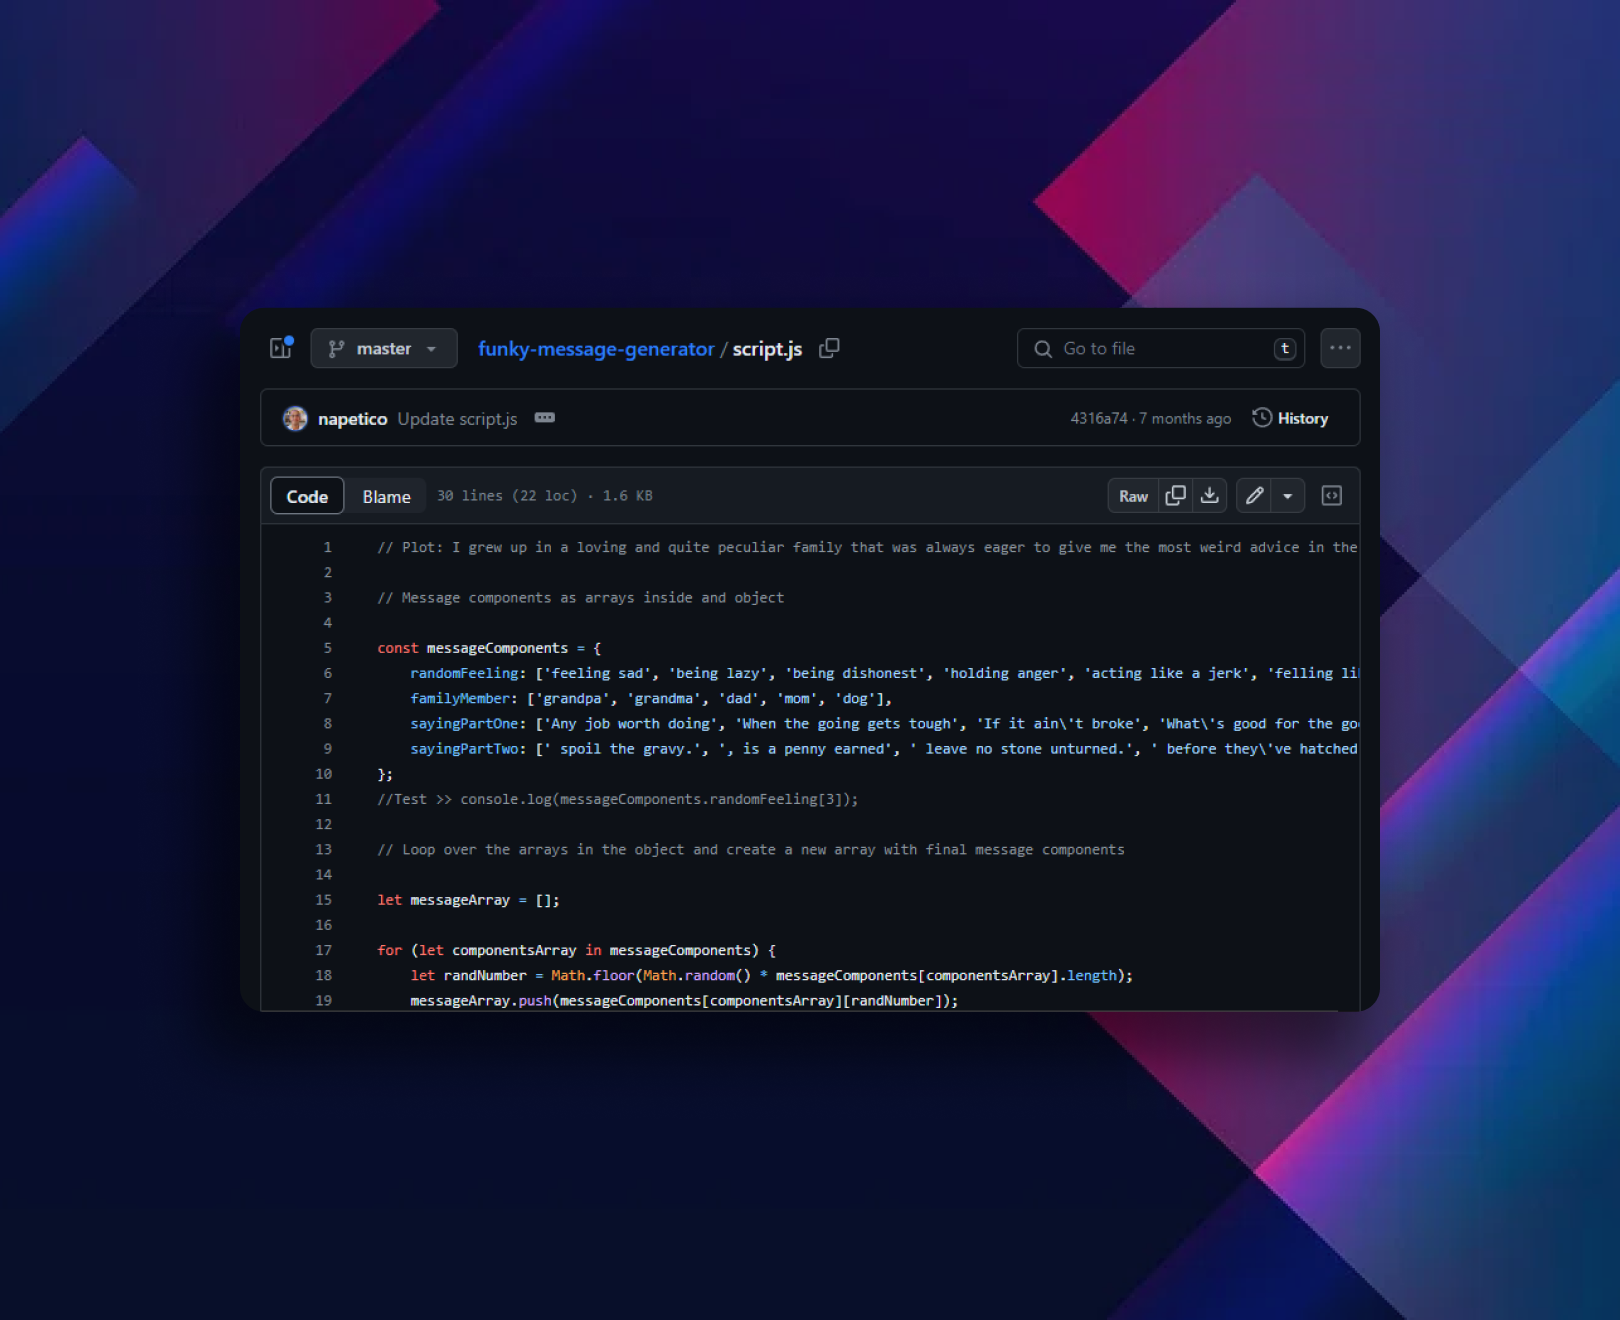 master funky-message-generator / script.js Go to file t
napetico Update script.js 4316a74 · 7 months ago History
Code Blame 30 lines (22 loc) · 1.6 KB Raw
1 // Plot: I grew up in a loving and quite peculiar family that was always eager to give me the most weird advice in the
2
3 // Message components as arrays inside and object
4
5 const messageComponents = {
6 randomFeeling: ['feeling sad', 'being lazy', 'being dishonest', 'holding anger', 'acting like a jerk', 'felling li
7 familyMember: ['grandpa', 'grandma', 'dad', 'mom', 'dog'],
8 sayingPartOne: ['Any job worth doing', 'When the going gets tough', 'If it ain\'t broke', 'What\'s good for the go
9 sayingPartTwo: [' spoil the gravy.', ', is a penny earned', ' leave no stone unturned.', ' before they\'ve hatched
10 };
11 //Test >> console.log(messageComponents.randomFeeling[3]);
12
13 // Loop over the arrays in the object and create a new array with final message components
14
15 let messageArray = [];
16
17 for (let componentsArray in messageComponents) {
18 let randNumber = Math.floor(Math.random() * messageComponents[componentsArray].length);
19 messageArray.push(messageComponents[componentsArray][randNumber]);